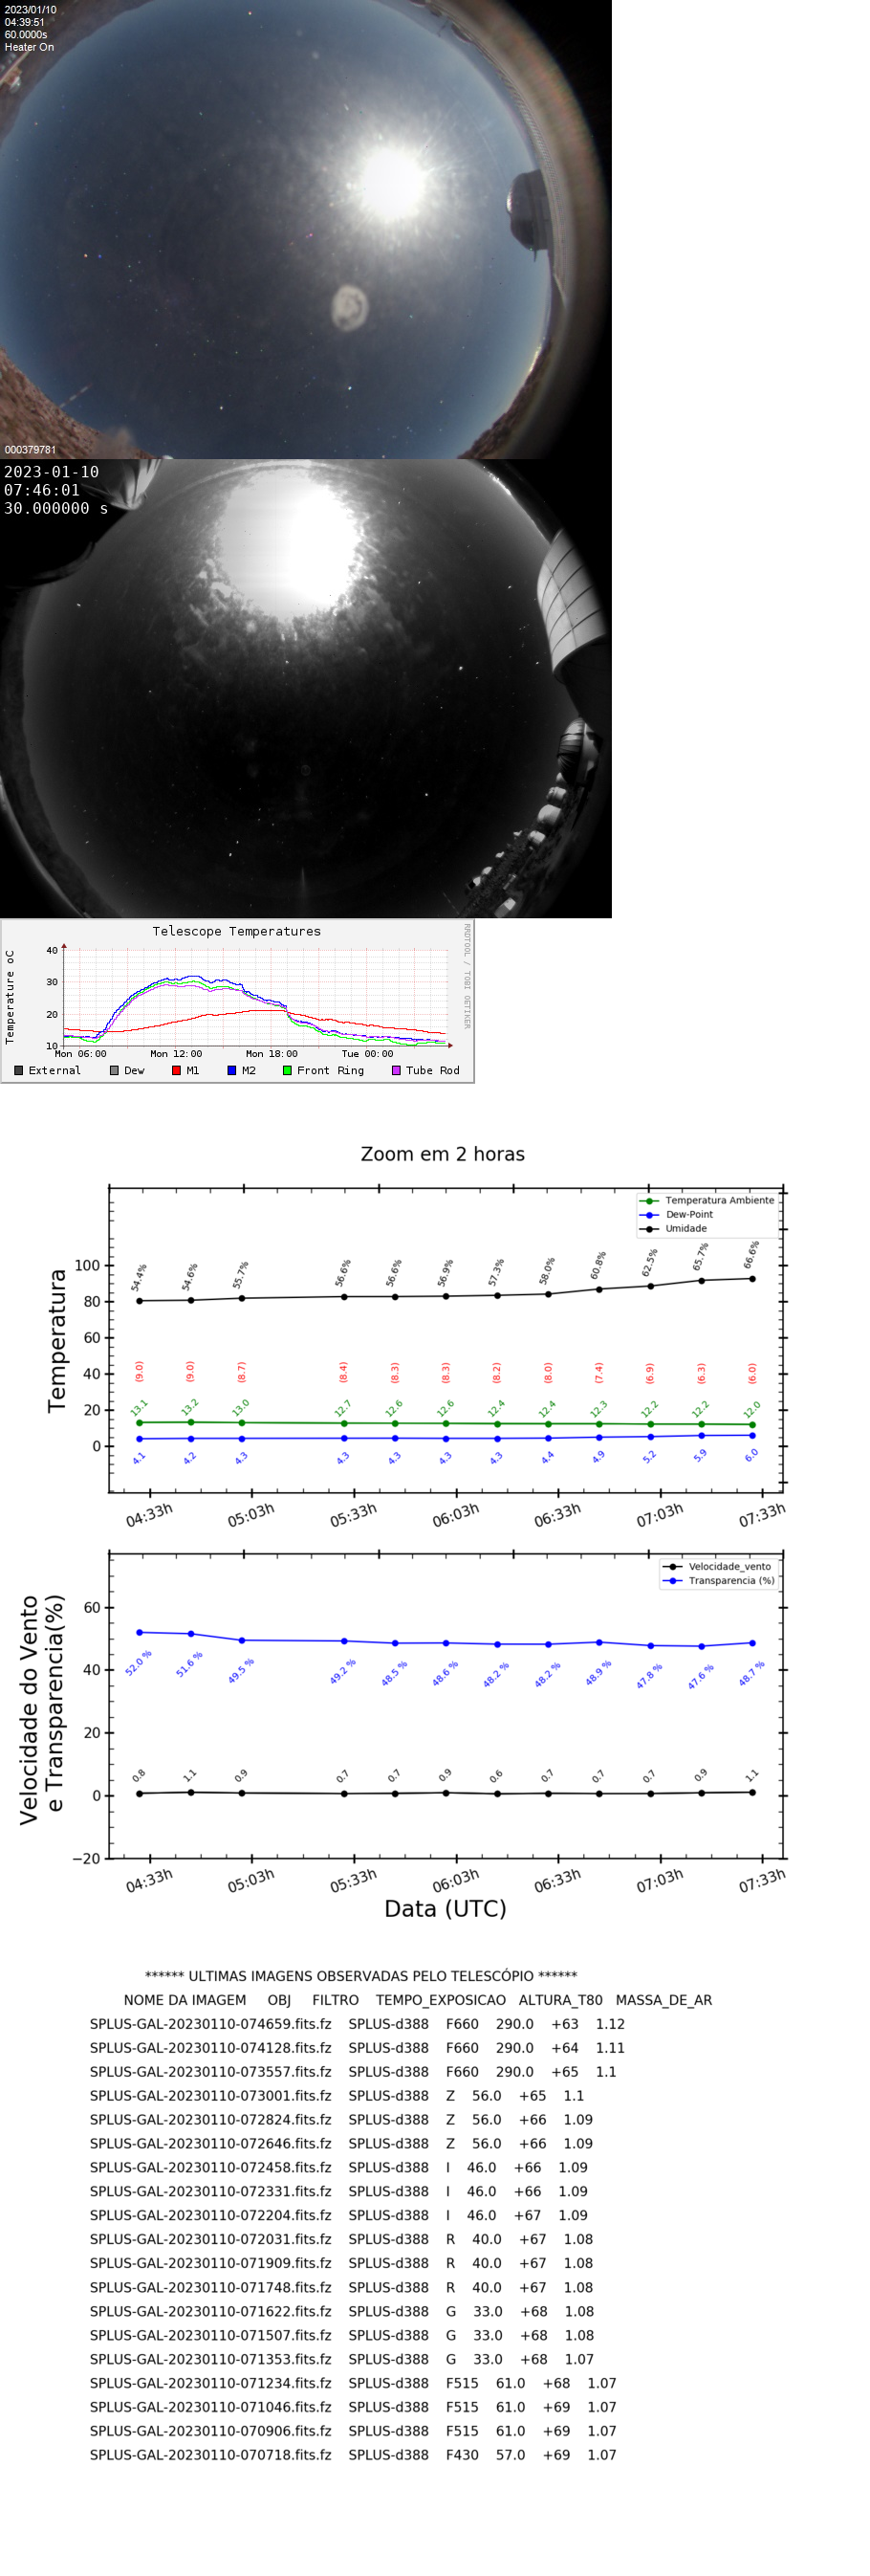 2023/01/10
04:39:51
60.0000s
Heater On
000379781
2023-01-10
07:46:01
30.000000 s
Telescope Temperatures
RRDTOOL / TOBI OETIKER
Temperature oC
40
30
20
10
Mon 06:00 Mon 12:00 Mon 18:00 Tue 00:00
External Dew M1 M2 Front Ring Tube Rod
Zoom em 2 horas
Temperatura Ambiente
Dew-Point
Umidade
Temperatura
100
80
60
40
20
0
54.4% 54.6% 55.7% 56.6% 56.6% 56.9% 57.3% 58.0% 60.8% 62.5% 65.7% 66.6%
(9.0) (9.0) (8.7) (8.4) (8.3) (8.3) (8.2) (8.0) (7.4) (6.9) (6.3) (6.0)
13.1 13.2 13.0 12.7 12.6 12.6 12.4 12.4 12.3 12.2 12.2 12.0
4.1 4.2 4.3 4.3 4.3 4.3 4.3 4.4 4.9 5.2 5.9 6.0
04:33h 05:03h 05:33h 06:03h 06:33h 07:03h 07:33h
Velocidade_vento
Transparencia (%)
Velocidade do Vento
e Transparencia(%)
60
40
20
0
−20
52.0 % 51.6 % 49.5 % 49.2 % 48.5 % 48.6 % 48.2 % 48.2 % 48.9 % 47.8 % 47.6 % 48.7 %
0.8 1.1 0.9 0.7 0.7 0.9 0.6 0.7 0.7 0.7 0.9 1.1
04:33h 05:03h 05:33h 06:03h 06:33h 07:03h 07:33h
Data (UTC)
****** ULTIMAS IMAGENS OBSERVADAS PELO TELESCÓPIO ******
NOME DA IMAGEM OBJ FILTRO TEMPO_EXPOSICAO ALTURA_T80 MASSA_DE_AR
SPLUS-GAL-20230110-074659.fits.fz SPLUS-d388 F660 290.0 +63 1.12
SPLUS-GAL-20230110-074128.fits.fz SPLUS-d388 F660 290.0 +64 1.11
SPLUS-GAL-20230110-073557.fits.fz SPLUS-d388 F660 290.0 +65 1.1
SPLUS-GAL-20230110-073001.fits.fz SPLUS-d388 Z 56.0 +65 1.1
SPLUS-GAL-20230110-072824.fits.fz SPLUS-d388 Z 56.0 +66 1.09
SPLUS-GAL-20230110-072646.fits.fz SPLUS-d388 Z 56.0 +66 1.09
SPLUS-GAL-20230110-072458.fits.fz SPLUS-d388 I 46.0 +66 1.09
SPLUS-GAL-20230110-072331.fits.fz SPLUS-d388 I 46.0 +66 1.09
SPLUS-GAL-20230110-072204.fits.fz SPLUS-d388 I 46.0 +67 1.09
SPLUS-GAL-20230110-072031.fits.fz SPLUS-d388 R 40.0 +67 1.08
SPLUS-GAL-20230110-071909.fits.fz SPLUS-d388 R 40.0 +67 1.08
SPLUS-GAL-20230110-071748.fits.fz SPLUS-d388 R 40.0 +67 1.08
SPLUS-GAL-20230110-071622.fits.fz SPLUS-d388 G 33.0 +68 1.08
SPLUS-GAL-20230110-071507.fits.fz SPLUS-d388 G 33.0 +68 1.08
SPLUS-GAL-20230110-071353.fits.fz SPLUS-d388 G 33.0 +68 1.07
SPLUS-GAL-20230110-071234.fits.fz SPLUS-d388 F515 61.0 +68 1.07
SPLUS-GAL-20230110-071046.fits.fz SPLUS-d388 F515 61.0 +69 1.07
SPLUS-GAL-20230110-070906.fits.fz SPLUS-d388 F515 61.0 +69 1.07
SPLUS-GAL-20230110-070718.fits.fz SPLUS-d388 F430 57.0 +69 1.07